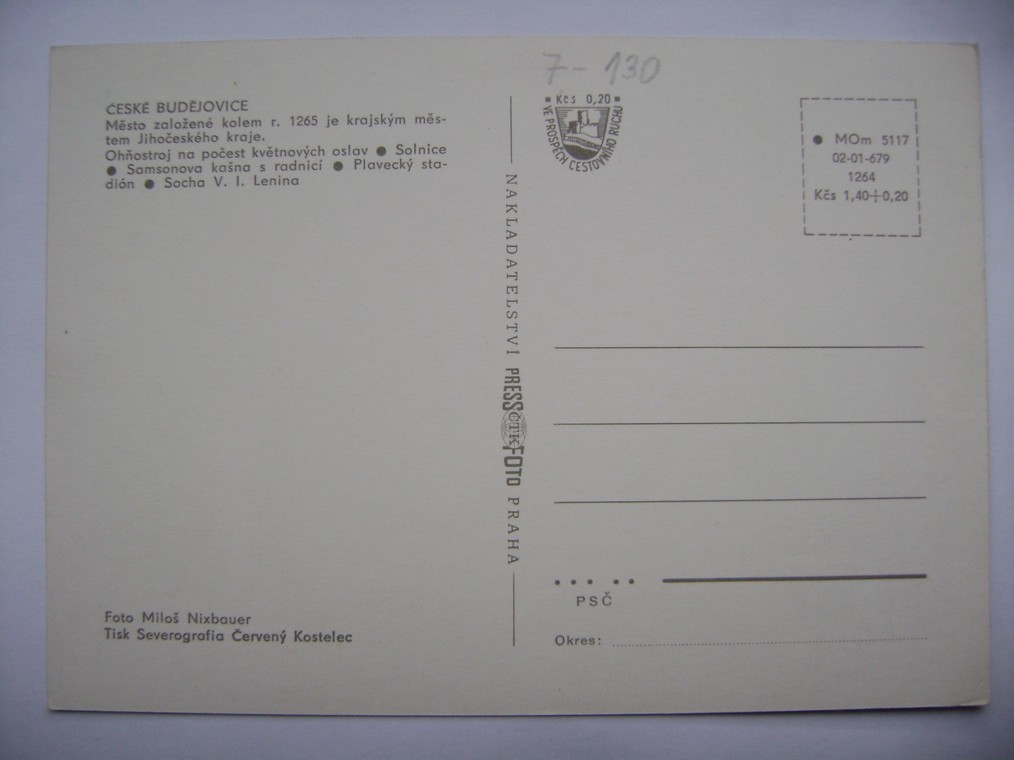 ČESKÉ BUDĚJOVICE
Město založené kolem r. 1265 je krajským měs-
tem Jihočeského kraje.
Ohňostroj na počest květnových oslav ● Solnice
● Samsonova kašna s radnicí ● Plavecký sta-
dión ● Socha V. I. Lenina
Foto Miloš Nixbauer
Tisk Severografia Červený Kostelec
NAKLADATELSTVÍ PRESSFOTO PRAHA
ČTK
7-130
Kčs 0,20
VE PROSPĚCH CESTOVNÍHO RUCHU
● MOm 5117
02-01-679
1264
Kčs 1,40+0,20
PSČ
Okres: